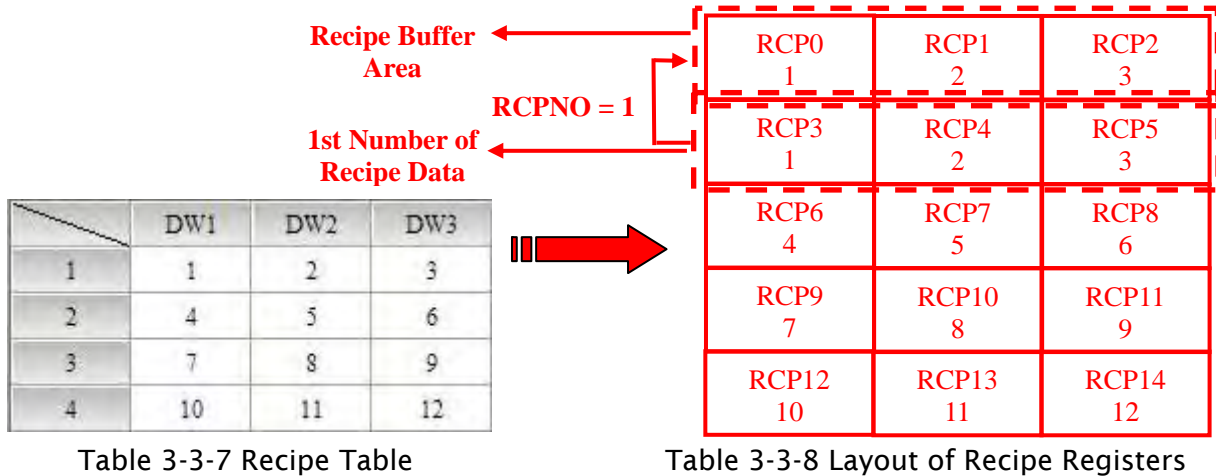 Recipe Buffer
Area
RCPNO = 1
1st Number of
Recipe Data
DW1 DW2 DW3
1 1 2 3
2 4 5 6
3 7 8 9
4 10 11 12
Table 3-3-7 Recipe Table
RCP0 RCP1 RCP2
1 2 3
RCP3 RCP4 RCP5
1 2 3
RCP6 RCP7 RCP8
4 5 6
RCP9 RCP10 RCP11
7 8 9
RCP12 RCP13 RCP14
10 11 12
Table 3-3-8 Layout of Recipe Registers